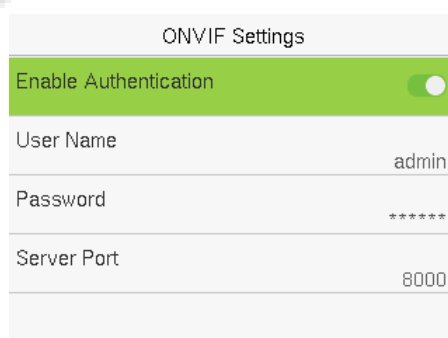 ONVIF Settings
Enable Authentication
User Name
admin
Password
******
Server Port
8000